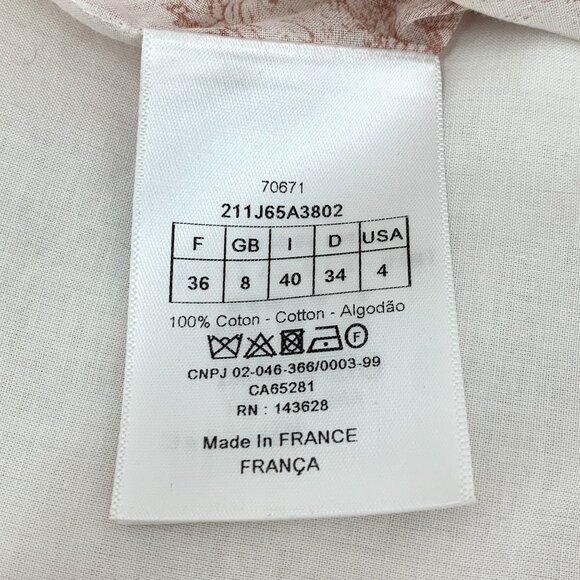 70671
211J65A3802
F GB I D USA
36 8 40 34 4
100% Coton - Cotton - Algodão
F
CNPJ 02-046-366/0003-99
CA65281
RN : 143628
Made In FRANCE
FRANÇA